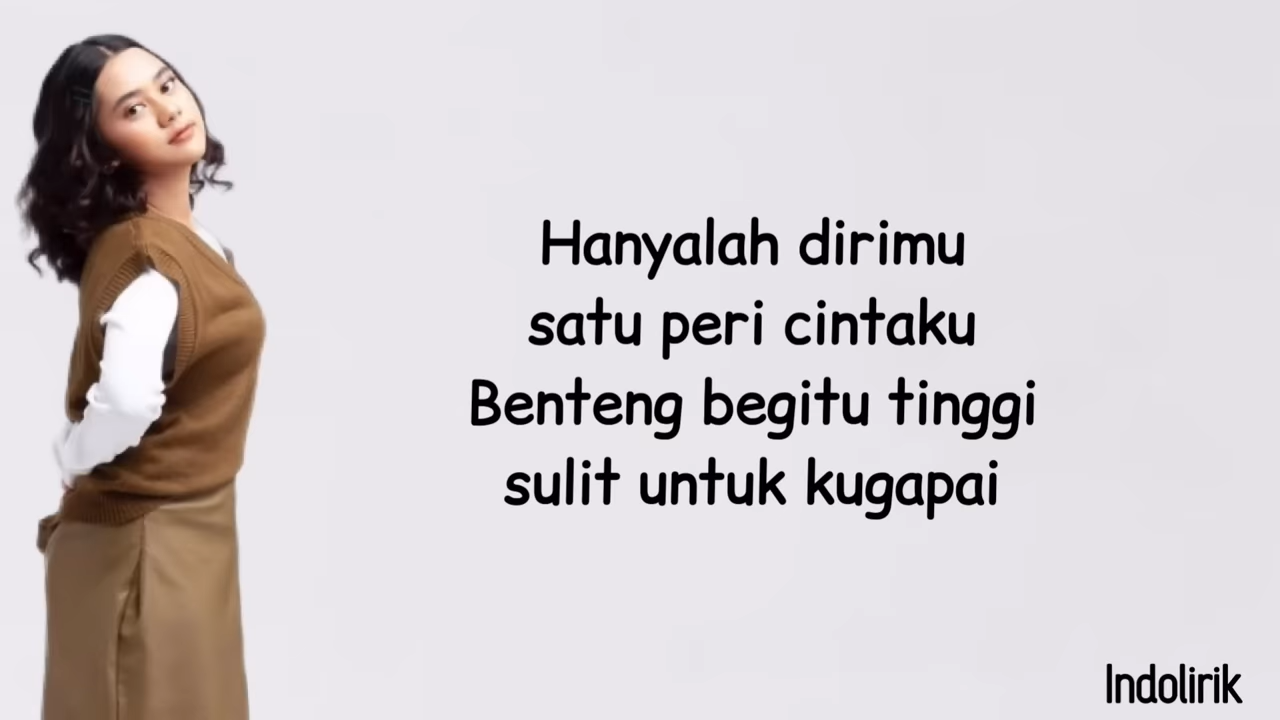 Hanyalah dirimu
satu peri cintaku
Benteng begitu tinggi
sulit untuk kugapai
Indolirik